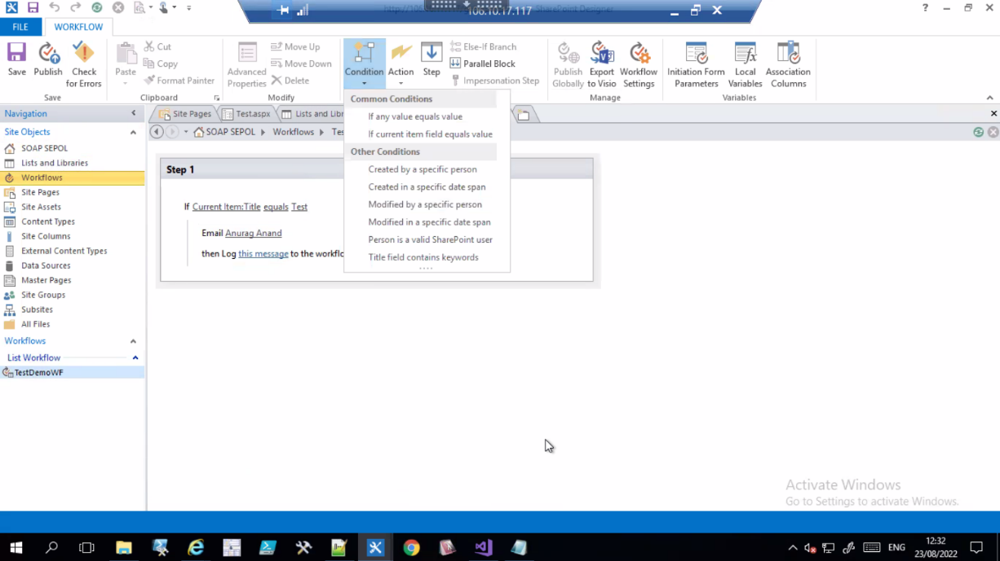 106.10.17.117
FILE
WORKFLOW
Save
Publish
Check for Errors
Save
Paste
Cut
Copy
Format Painter
Clipboard
Advanced Properties
Move Up
Move Down
Delete
Modify
Condition
Action
Step
Else-If Branch
Parallel Block
Impersonation Step
Publish Globally
Export to Visio
Workflow Settings
Manage
Initiation Form Parameters
Local Variables
Association Columns
Variables
Common Conditions
If any value equals value
If current item field equals value
Other Conditions
Created by a specific person
Created in a specific date span
Modified by a specific person
Modified in a specific date span
Person is a valid SharePoint user
Title field contains keywords
Navigation
Site Pages
Test.aspx
Lists and Libr
Site Objects
SOAP SEPOL
Workflows
SOAP SEPOL
Lists and Libraries
Workflows
Site Pages
Site Assets
Content Types
Site Columns
External Content Types
Data Sources
Master Pages
Site Groups
Subsites
All Files
Workflows
List Workflow
TestDemoWF
Step 1
If Current Item:Title equals Test
Email Anurag Anand
then Log this message to the workflo
Activate Windows
Go to Settings to activate Windows.
ENG
12:32
23/08/2022